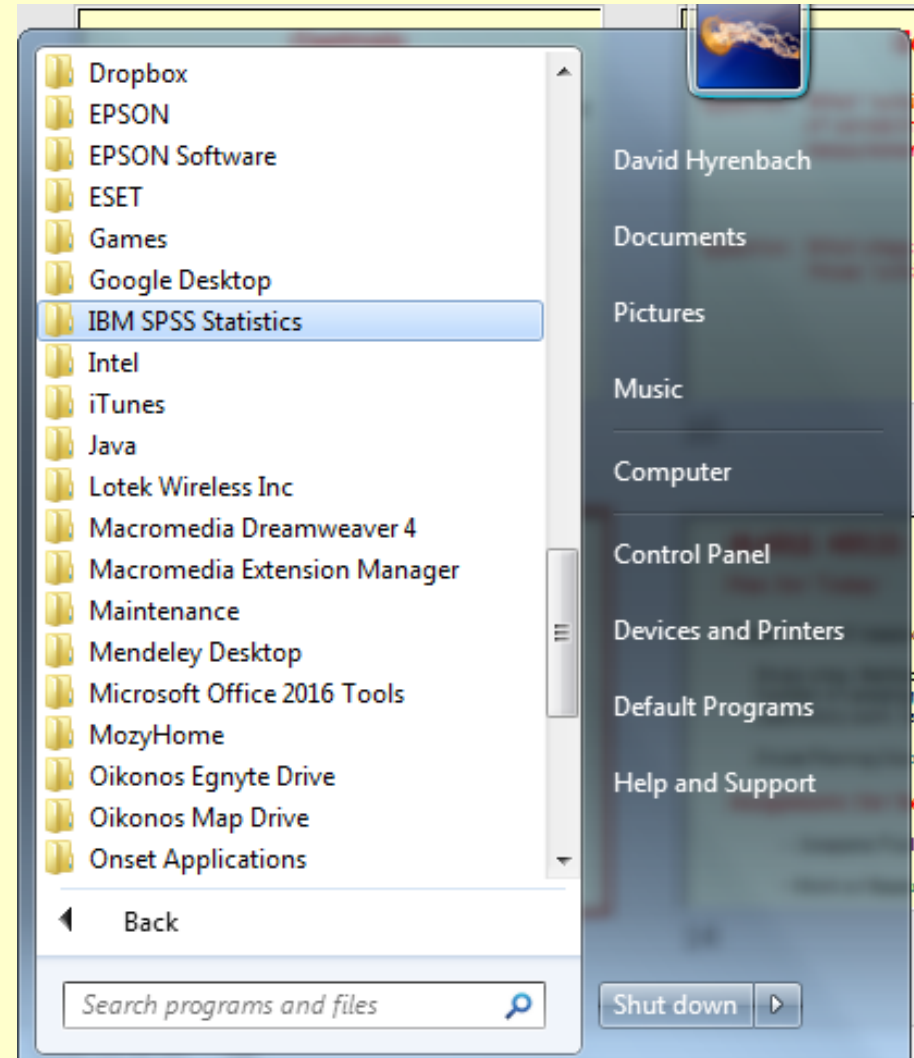 Dropbox
EPSON
EPSON Software
ESET
Games
Google Desktop
IBM SPSS Statistics
Intel
iTunes
Java
Lotek Wireless Inc
Macromedia Dreamweaver 4
Macromedia Extension Manager
Maintenance
Mendeley Desktop
Microsoft Office 2016 Tools
MozyHome
Oikonos Egnyte Drive
Oikonos Map Drive
Onset Applications
Back
Search programs and files
David Hyrenbach
Documents
Pictures
Music
Computer
Control Panel
Devices and Printers
Default Programs
Help and Support
Shut down